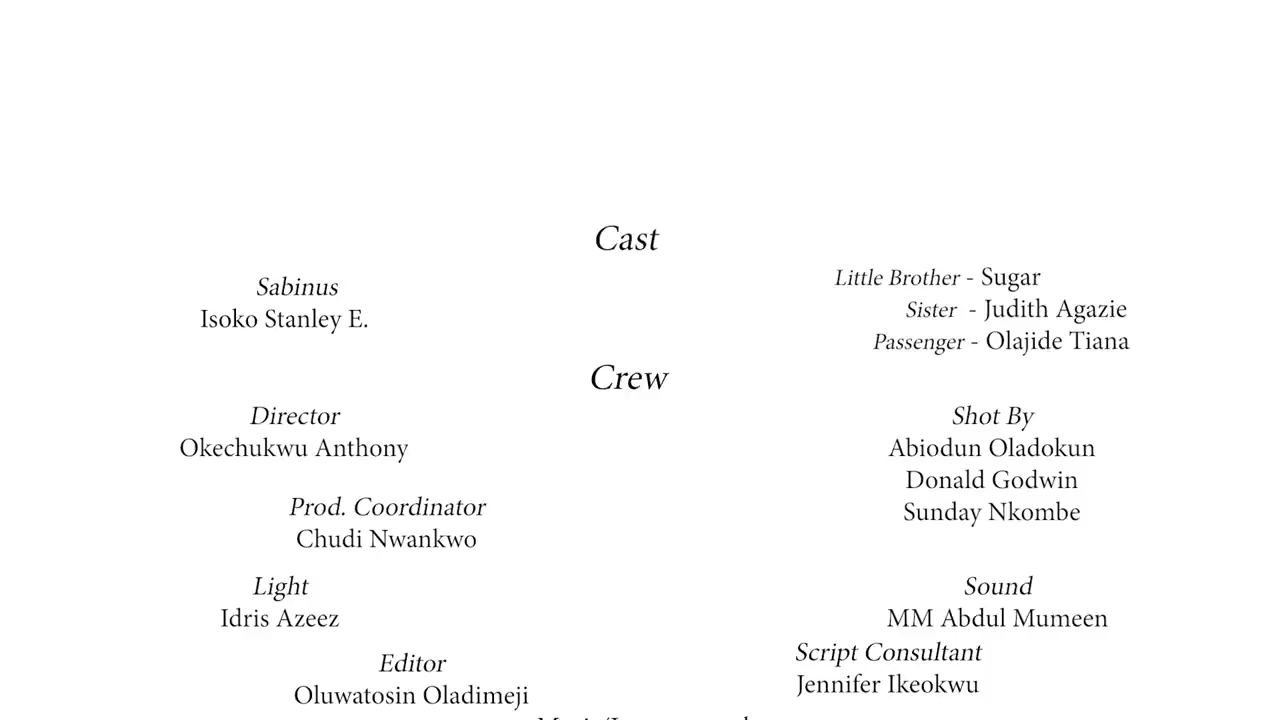 Cast
Sabinus
Isoko Stanley E.
Little Brother - Sugar
Sister - Judith Agazie
Passenger - Olajide Tiana
Crew
Director
Okechukwu Anthony
Shot By
Abiodun Oladokun
Donald Godwin
Sunday Nkombe
Prod. Coordinator
Chudi Nwankwo
Light
Idris Azeez
Sound
MM Abdul Mumeen
Editor
Oluwatosin Oladimeji
Script Consultant
Jennifer Ikeokwu